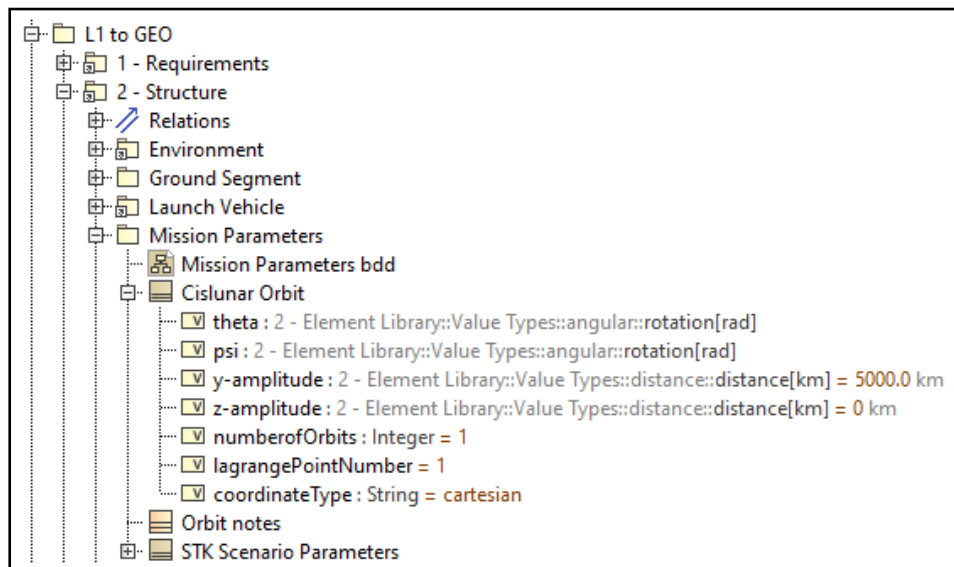 L1 to GEO
1 - Requirements
2 - Structure
Relations
Environment
Ground Segment
Launch Vehicle
Mission Parameters
Mission Parameters bdd
Cislunar Orbit
V theta : 2 - Element Library::Value Types::angular::rotation[rad]
V psi : 2 - Element Library::Value Types::angular::rotation[rad]
V y-amplitude : 2 - Element Library::Value Types::distance::distance[km] = 5000.0 km
V z-amplitude : 2 - Element Library::Value Types::distance::distance[km] = 0 km
V numberofOrbits : Integer = 1
V lagrangePointNumber = 1
V coordinateType : String = cartesian
Orbit notes
STK Scenario Parameters